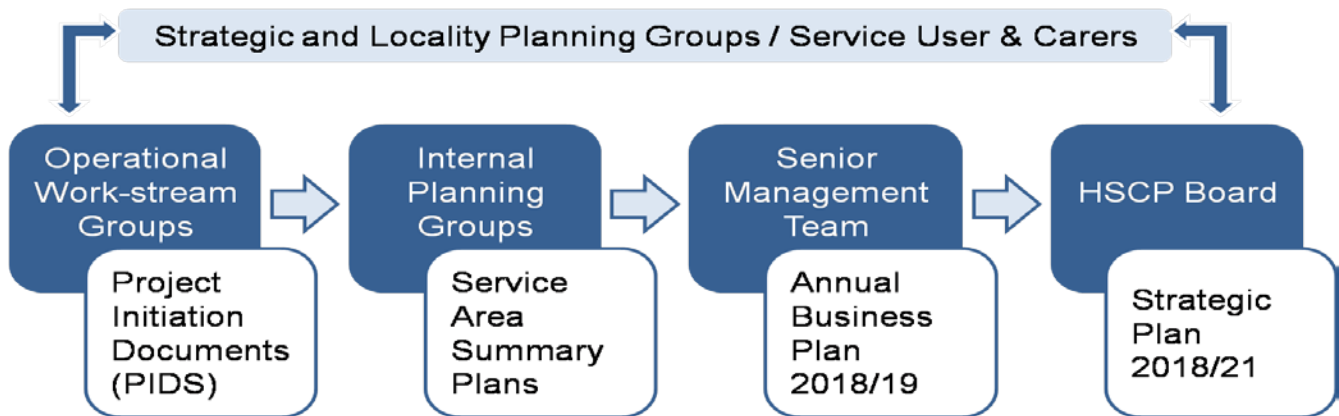 Strategic and Locality Planning Groups / Service User & Carers
Operational
Work-stream
Groups
Project
Initiation
Documents
(PIDS)
Internal
Planning
Groups
Service
Area
Summary
Plans
Senior
Management
Team
Annual
Business
Plan
2018/19
HSCP Board
Strategic
Plan
2018/21